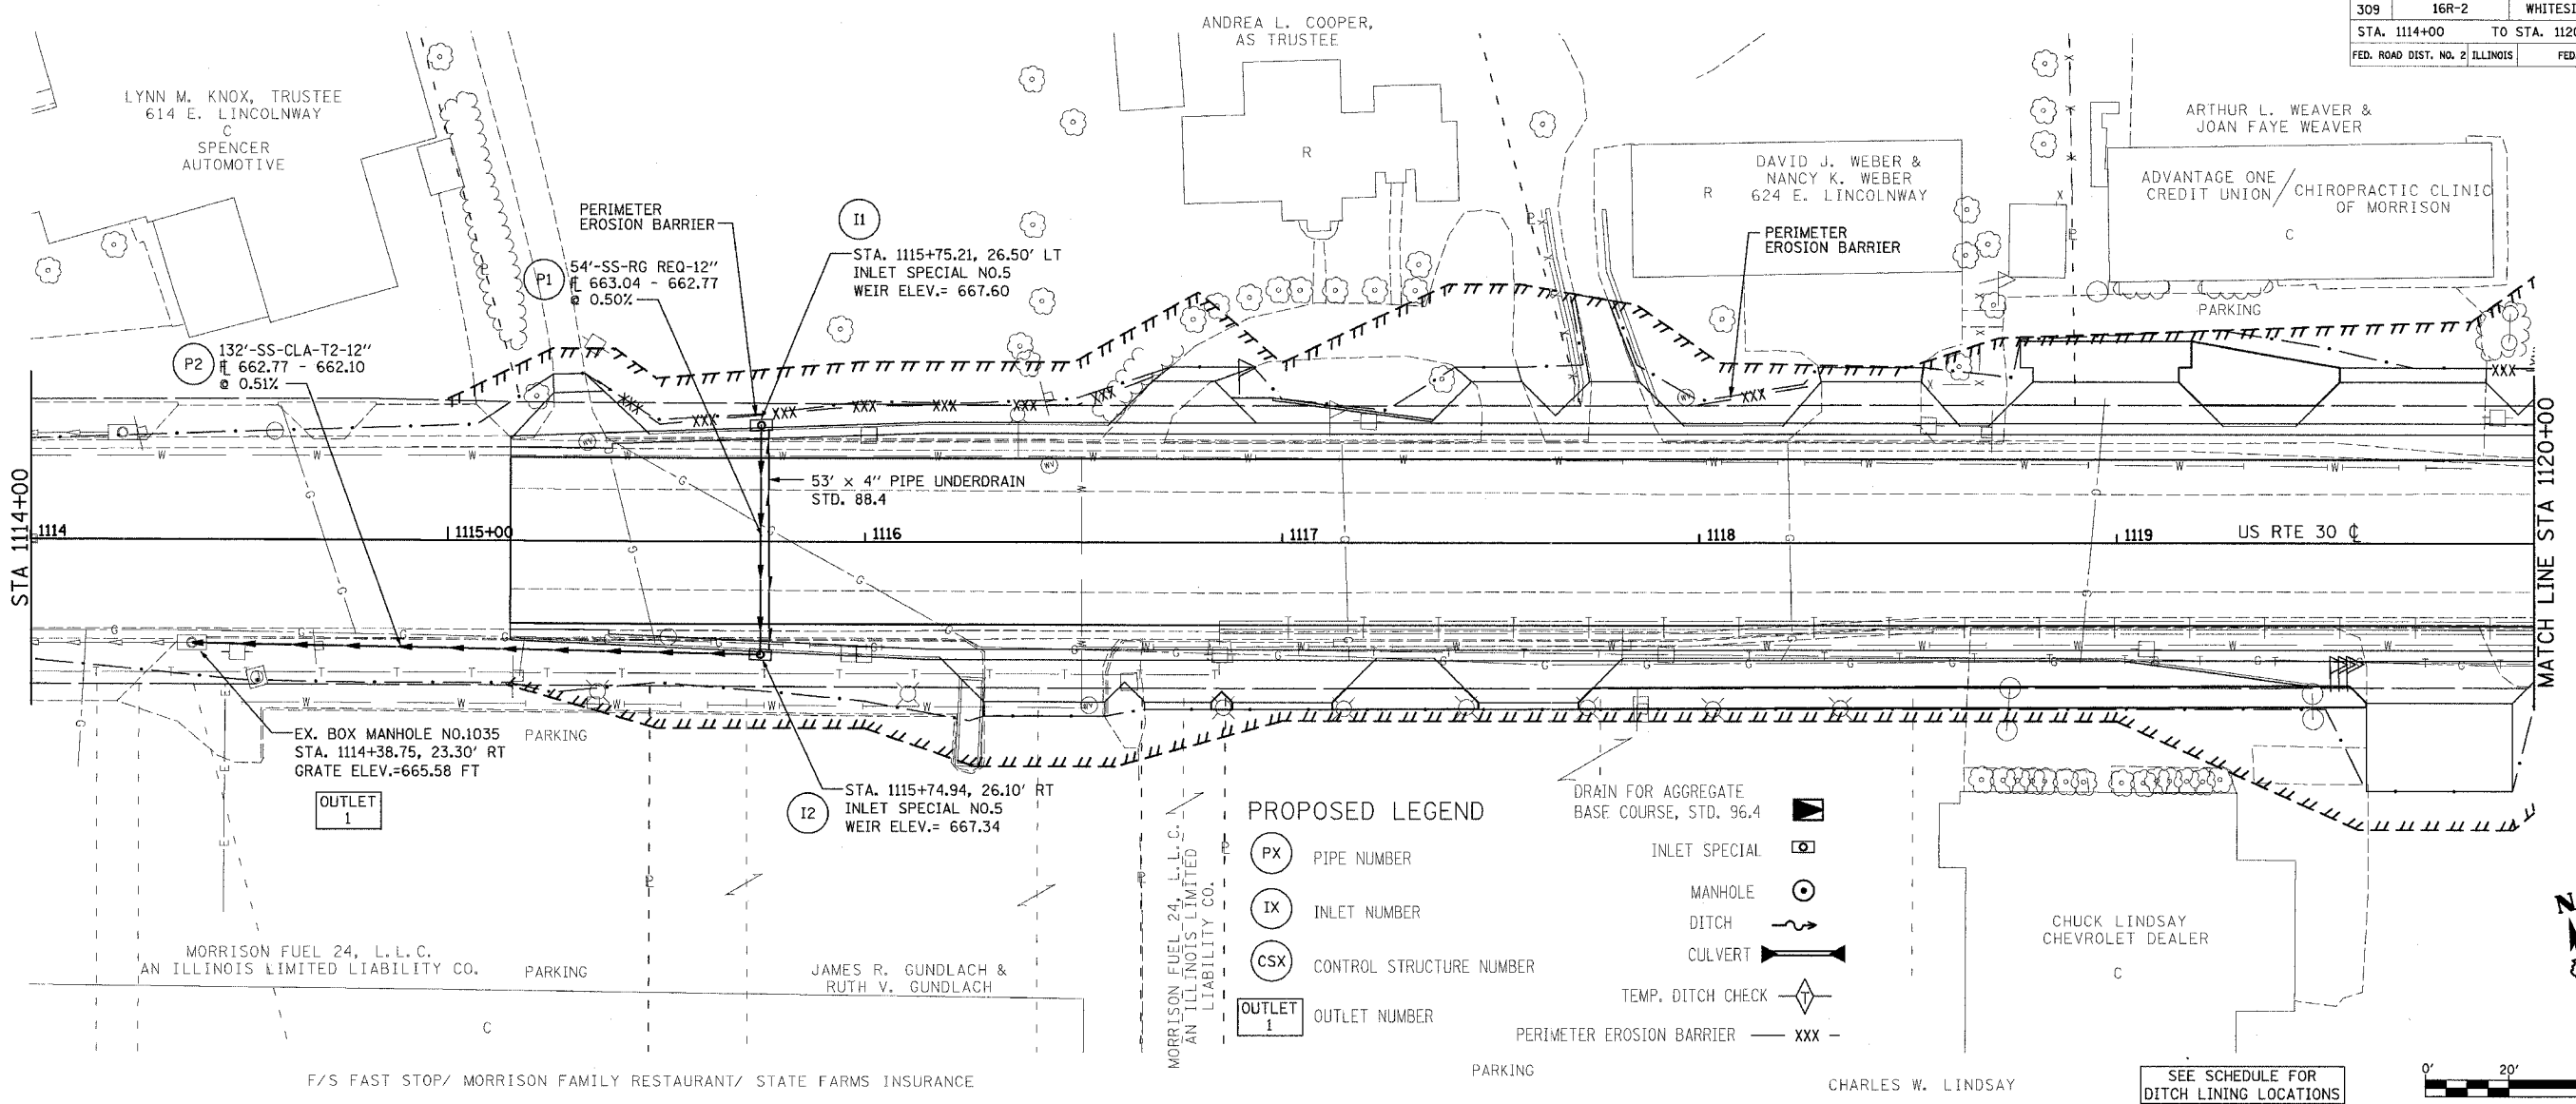 309 16R-2
STA. 1114+00 TO STA.
FED. ROAD DIST. NO. 2 ILLINOIS FED.
ANDREA L. COOPER,
AS TRUSTEE
LYNN M. KNOX, TRUSTEE
614 E. LINCOLNWAY
C
SPENCER
AUTOMOTIVE
ARTHUR L. WEAVER &
JOAN FAYE WEAVER
R
R
DAVID J. WEBER &
NANCY K. WEBER
624 E. LINCOLNWAY
ADVANTAGE ONE
CREDIT UNION / CHIROPRACTIC CLINIC
OF MORRISON
C
PERIMETER
EROSION BARRIER
I1
STA. 1115+75.21, 26.50' LT
INLET SPECIAL NO.5
WEIR ELEV.= 667.60
PERIMETER
EROSION BARRIER
P1
54'-SS-RG REQ-12"
℄ 663.04 - 662.77
@ 0.50%
PARKING
P2
132'-SS-CLA-T2-12"
℄ 662.77 - 662.10
@ 0.51%
53' x 4" PIPE UNDERDRAIN
STD. 88.4
STA 1114+00
1114
1115+00
1116
1117
1118
1119
US RTE 30 ℄
MATCH LINE STA 1120+00
EX. BOX MANHOLE NO.1035
STA. 1114+38.75, 23.30' RT
GRATE ELEV.=665.58 FT
PARKING
OUTLET
1
STA. 1115+74.94, 26.10' RT
INLET SPECIAL NO.5
WEIR ELEV.= 667.34
I2
PROPOSED LEGEND
PX PIPE NUMBER
IX INLET NUMBER
CSX CONTROL STRUCTURE NUMBER
OUTLET
1
OUTLET NUMBER
DRAIN FOR AGGREGATE
BASE COURSE, STD. 96.4
INLET SPECIAL
MANHOLE
DITCH
CULVERT
TEMP. DITCH CHECK T
PERIMETER EROSION BARRIER XXX
MORRISON FUEL 24, L.L.C.
AN ILLINOIS LIMITED
LIABILITY CO.
MORRISON FUEL 24, L.L.C.
AN ILLINOIS LIMITED LIABILITY CO.
PARKING
JAMES R. GUNDLACH &
RUTH V. GUNDLACH
C
CHUCK LINDSAY
CHEVROLET DEALER
C
N
PARKING
F/S FAST STOP/ MORRISON FAMILY RESTAURANT/ STATE FARMS INSURANCE
CHARLES W. LINDSAY
SEE SCHEDULE FOR
DITCH LINING LOCATIONS
0' 20'